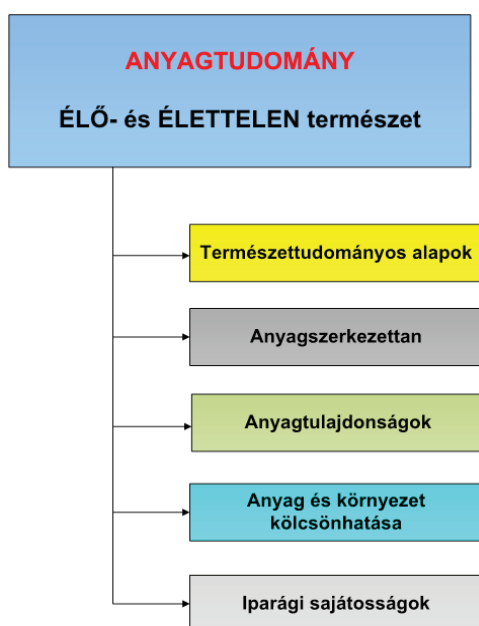 ANYAGTUDOMÁNY
ÉLŐ- és ÉLETTELEN természet
Természettudományos alapok
Anyagszerkezettan
Anyagtulajdonságok
Anyag és környezet
kölcsönhatása
Iparági sajátosságok